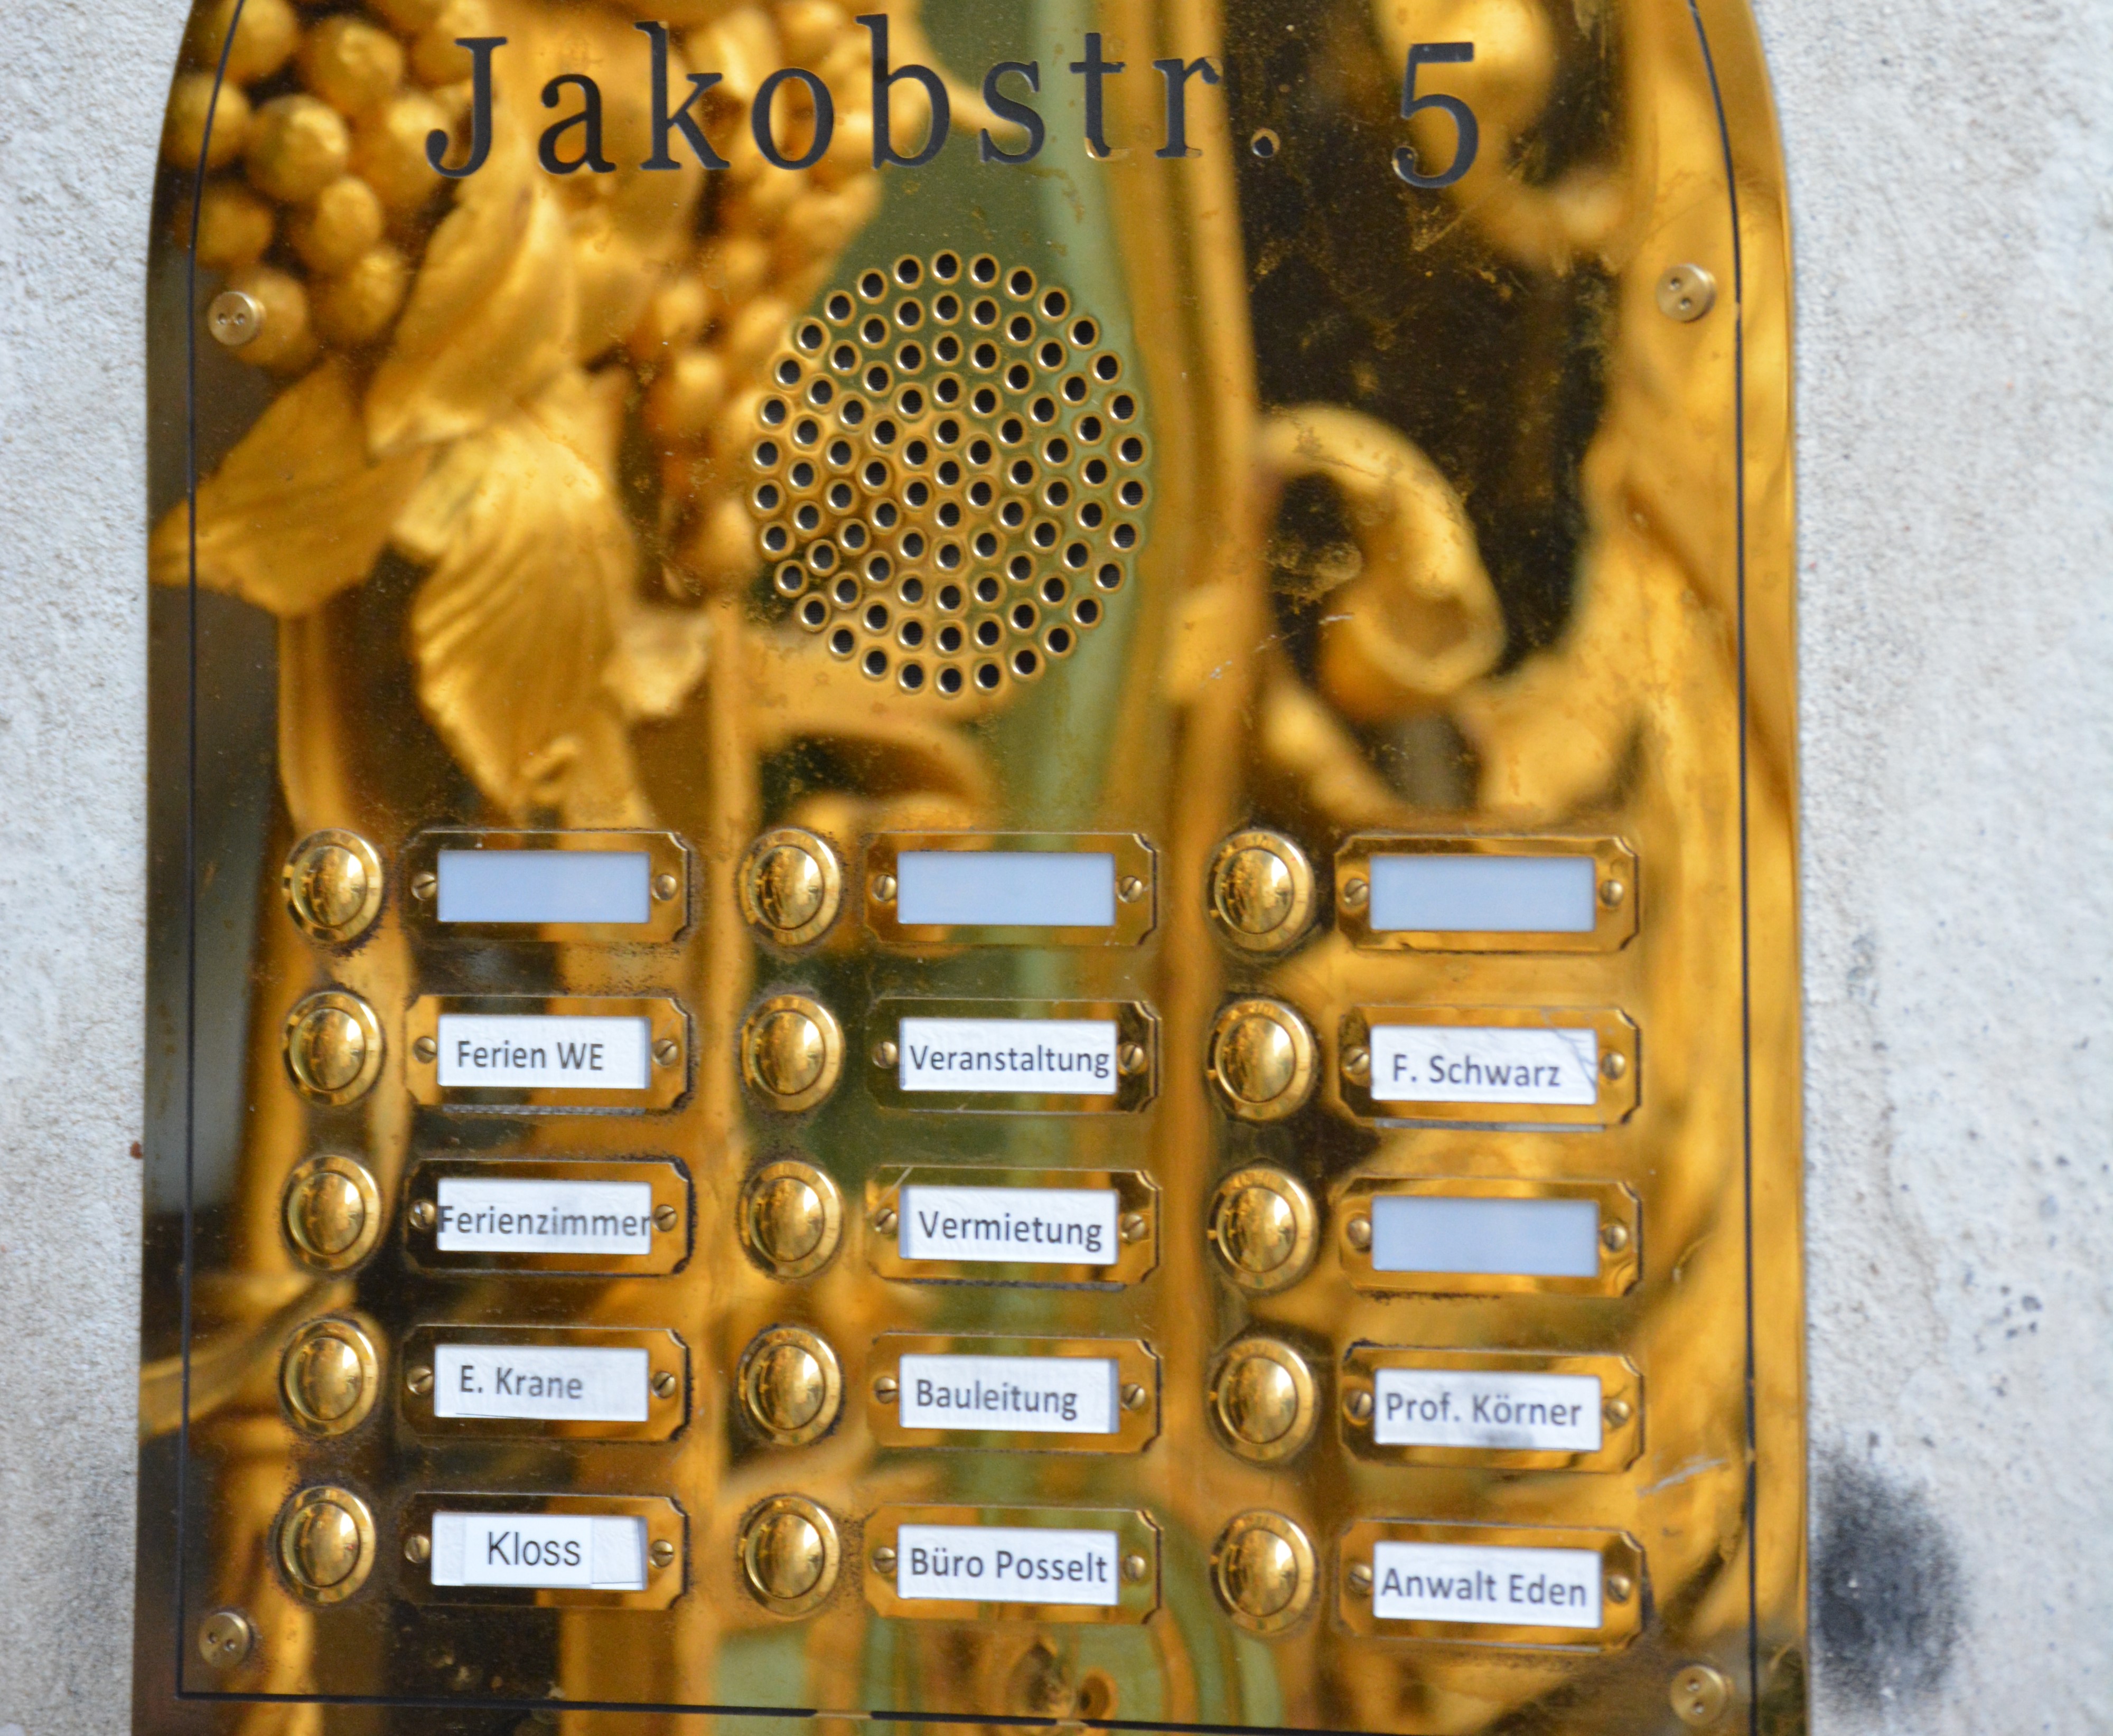 Jakobstr. 5
Ferien WE
Veranstaltung
F. Schwarz
Ferienzimmer
Vermietung
E. Krane
Bauleitung
Prof. Körner
Kloss
Büro Posselt
Anwalt Eden